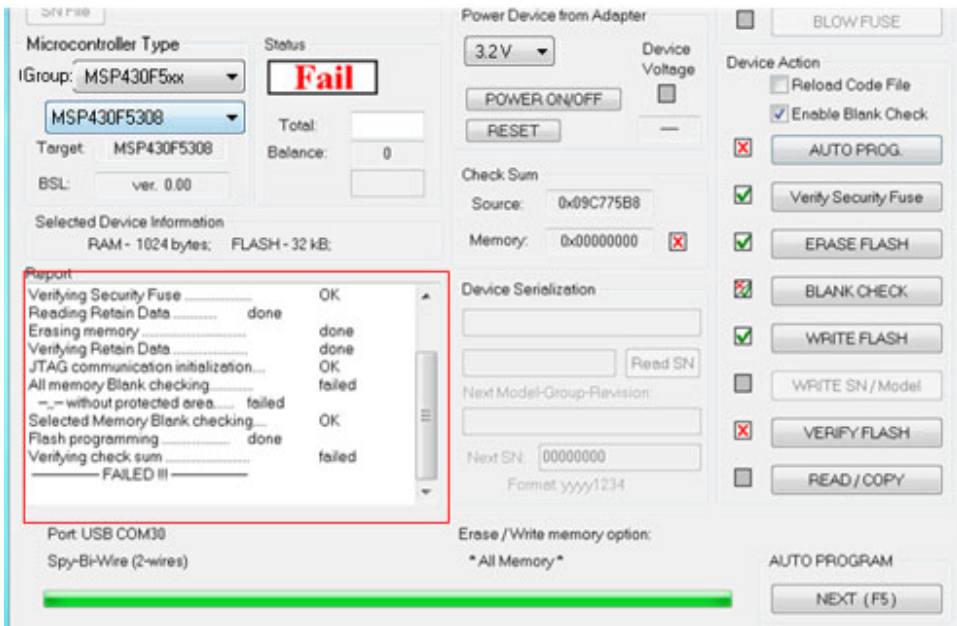 SN File
Microcontroller Type
Group: MSP430F5xx
MSP430F5308
Target: MSP430F5308
BSL: ver. 0.00
Status
Fail
Total:
Balance: 0
Selected Device Information
RAM - 1024 bytes; FLASH - 32 kB;
Report
Verifying Security Fuse .................... OK
Reading Retain Data ............ done
Erasing memory ............................ done
Verifying Retain Data ..................... done
JTAG communication initialization.... OK
All memory Blank checking............ failed
-,,- without protected area...... failed
Selected Memory Blank checking.... OK
Flash programming .................. done
Verifying check sum ....................... failed
---------- FAILED !!! ----------
Port: USB COM30
Spy-Bi-Wire (2-wires)
Power Device from Adapter
3.2 V
Device
Voltage
POWER ON/OFF
RESET
---
Check Sum
Source: 0x09C775B8
Memory: 0x00000000
Device Serialization
Read SN
Next Model-Group-Revision:
Next SN: 00000000
Format: yyyy1234
Erase / Write memory option:
* All Memory *
BLOW FUSE
Device Action
Reload Code File
Enable Blank Check
AUTO PROG.
Verify Security Fuse
ERASE FLASH
BLANK CHECK
WRITE FLASH
WRITE SN / Model
VERIFY FLASH
READ / COPY
AUTO PROGRAM
NEXT (F5)